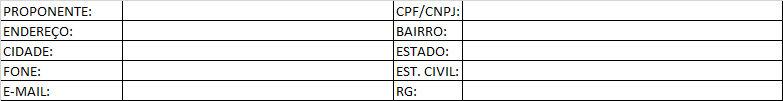 PROPONENTE: CPF/CNPJ:
ENDEREÇO: BAIRRO:
CIDADE: ESTADO:
FONE: EST. CIVIL:
E-MAIL: RG: